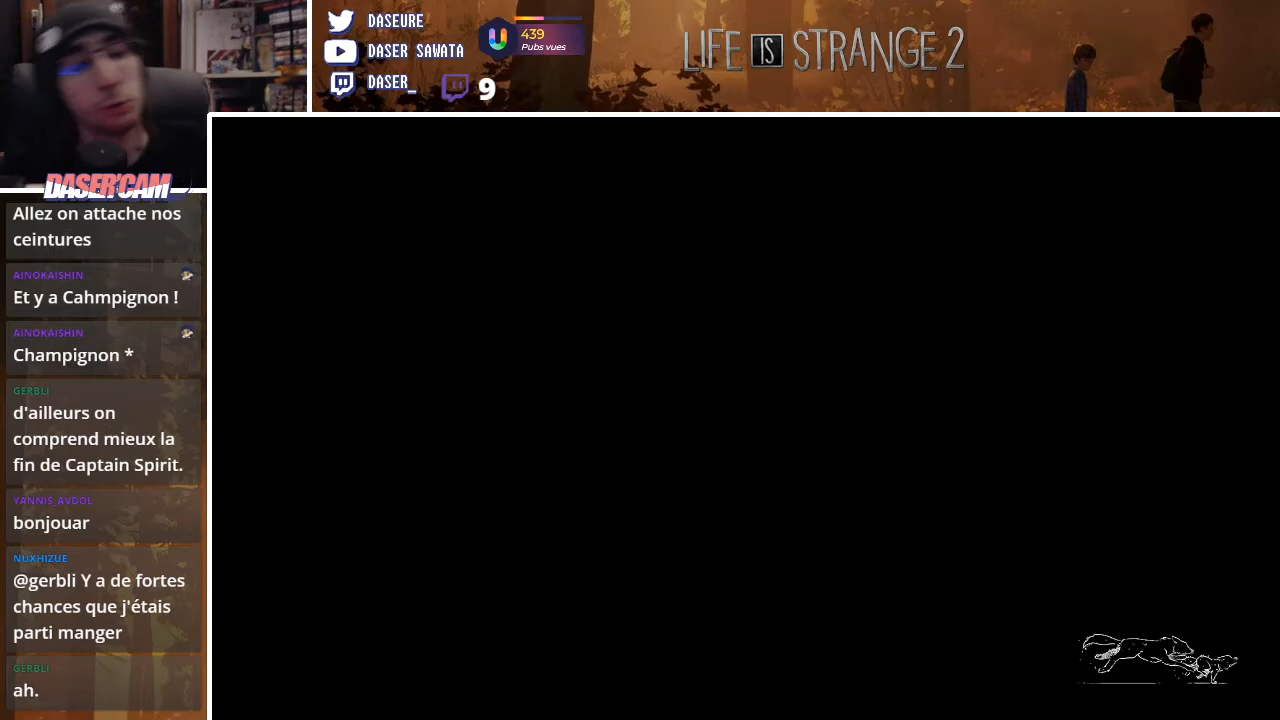 DASEURE
DASER SAWATA
DASER_
9
439
Pubs vues
LIFE IS STRANGE 2
DASER'CAM
Allez on attache nos
ceintures
AINOKAISHIN
Et y a Cahmpignon !
AINOKAISHIN
Champignon *
GERBLI
d'ailleurs on
comprend mieux la
fin de Captain Spirit.
YANNIS_AVDOL
bonjouar
NUXHIZUE
@gerbli Y a de fortes
chances que j'étais
parti manger
GERBLI
ah.